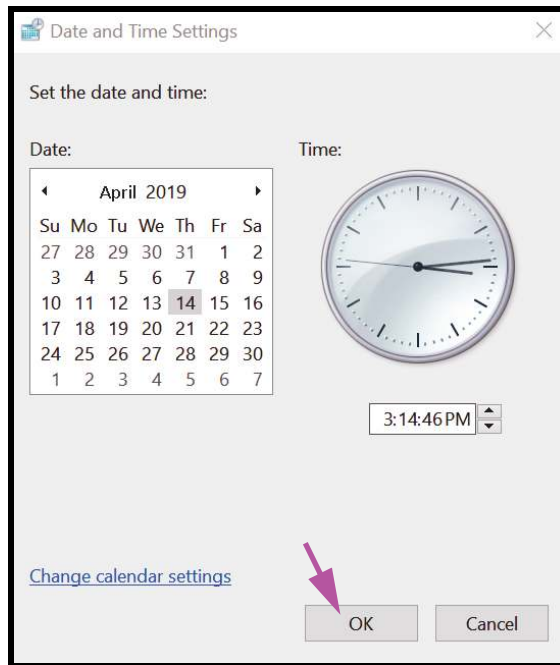 Date and Time Settings
Set the date and time:
Date:
Time:
April 2019
Su Mo Tu We Th Fr Sa
27 28 29 30 31 1 2
3 4 5 6 7 8 9
10 11 12 13 14 15 16
17 18 19 20 21 22 23
24 25 26 27 28 29 30
1 2 3 4 5 6 7
3:14:46 PM
Change calendar settings
OK
Cancel